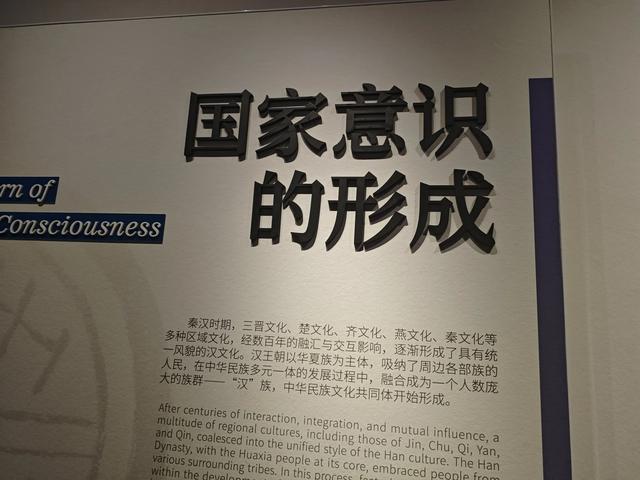 国家意识
的形成
of
Consciousness
秦汉时期，三晋文化、楚文化、齐文化、燕文化、秦文化等
多种区域文化，经数百年的融汇与交互影响，逐渐形成了具有统
一风貌的汉文化。汉王朝以华夏族为主体，吸纳了周边各部族的
人民，在中华民族多元一体的发展过程中，融合成为一个人数庞
大的族群——“汉”族，中华民族文化共同体开始形成。
After centuries of interaction, integration, and mutual influence, a
multitude of regional cultures, including those of Jin, Chu, Qi, Yan,
and Qin, coalesced into the unified style of the Han culture. The Han
Dynasty, with the Huaxia people at its core, embraced people from
various surrounding tribes. In this process,
within the